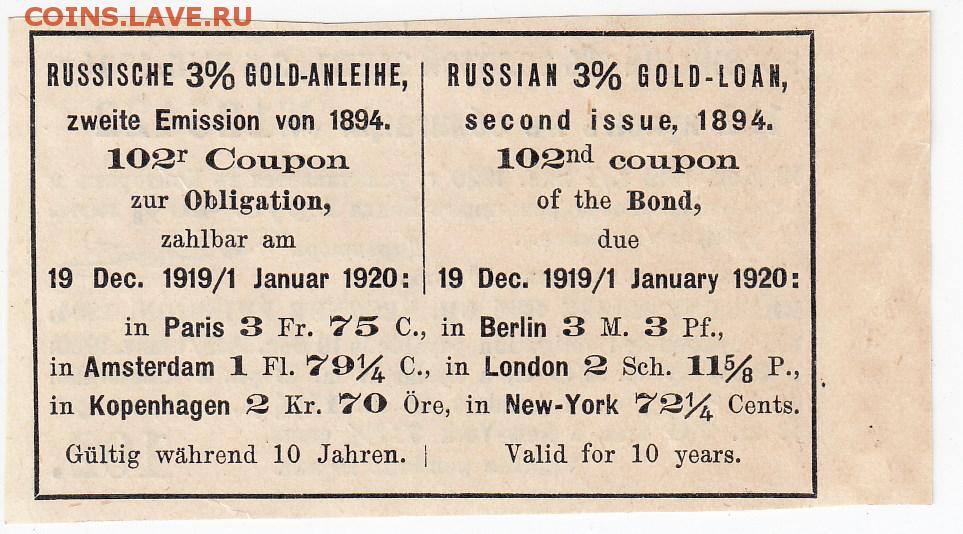 COINS.LAVE.RU
RUSSISCHE 3% GOLD-ANLEIHE,
zweite Emission von 1894.
102r Coupon
zur Obligation,
zahlbar am
19 Dec. 1919/1 Januar 1920:
RUSSIAN 3% GOLD-LOAN,
second issue, 1894.
102nd coupon
of the Bond,
due
19 Dec. 1919/1 January 1920:
in Paris 3 Fr. 75 C., in Berlin 3 M. 3 Pf.,
in Amsterdam 1 Fl. 79¼ C., in London 2 Sch. 11⅝ P.,
in Kopenhagen 2 Kr. 70 Öre, in New-York 72¼ Cents.
Gültig während 10 Jahren. | Valid for 10 years.